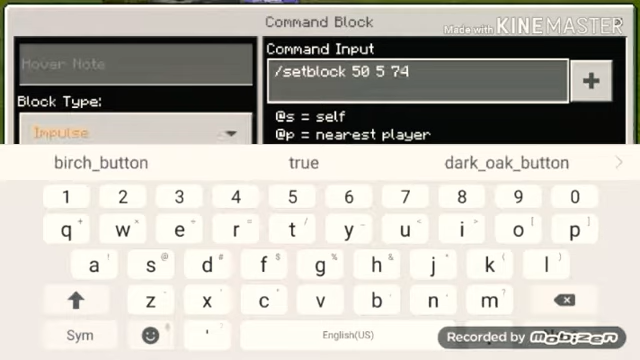 Command Block
Made with KINEMASTER
Hover Note
Command Input
/setblock 50 5 74
+
Block Type:
@s = self
Impulse
@p = nearest player
birch_button true dark_oak_button
1 2 3 4 5 6 7 8 9 0
q w e r t y u i o p
a s d f g h j k l
z x c v b n m
Sym ' English(US)
Recorded by mobizen